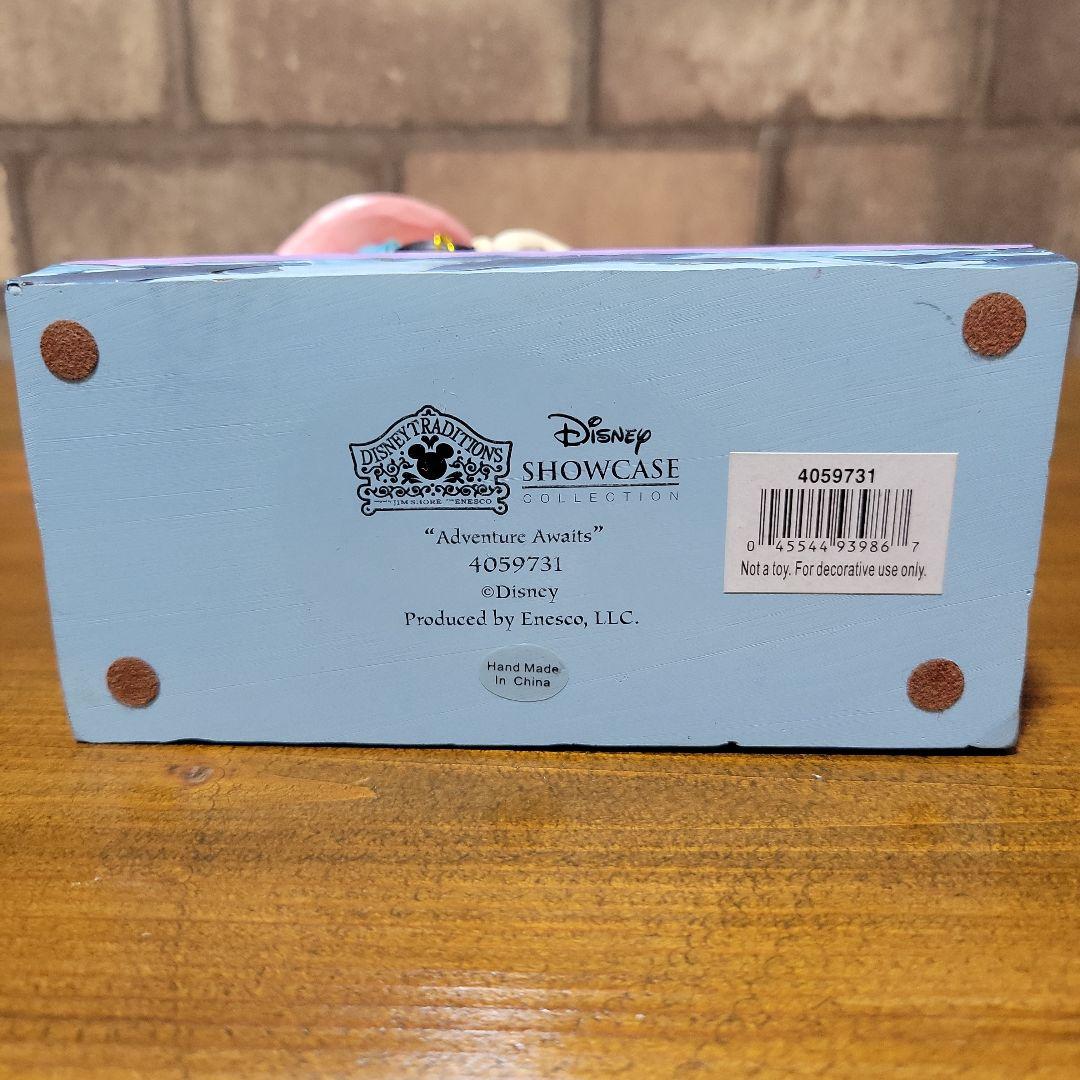 DISNEY TRADITIONS
JIM SHORE
ENESCO
Disney
SHOWCASE
COLLECTION
“Adventure Awaits”
4059731
©Disney
Produced by Enesco, LLC.
Hand Made
In China
4059731
0 45544 93986 7
Not a toy. For decorative use only.